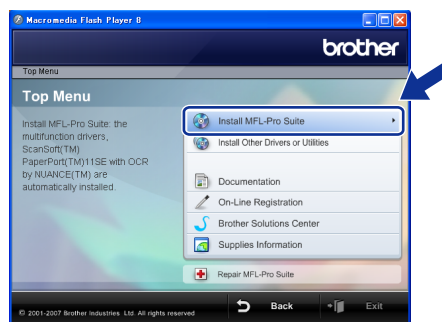 Macromedia Flash Player 8
brother
Top Menu
Top Menu
Install MFL-Pro Suite: the
multifunction drivers,
ScanSoft(TM)
PaperPort(TM)11SE with OCR
by NUANCE(TM) are
automatically installed.
Install MFL-Pro Suite
Install Other Drivers or Utilities
Documentation
On-Line Registration
Brother Solutions Center
Supplies Information
Repair MFL-Pro Suite
© 2001-2007 Brother Industries Ltd. All rights reserved
Back
Exit